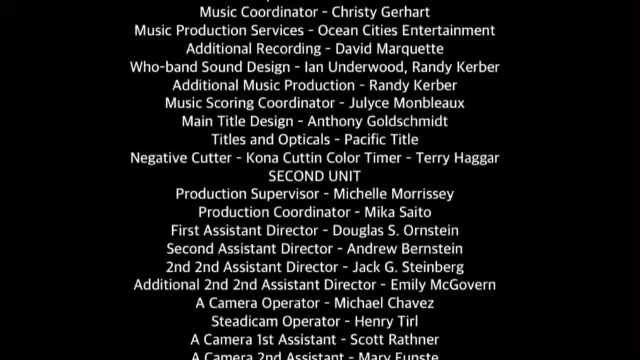 Music Coordinator - Christy Gerhart
Music Production Services - Ocean Cities Entertainment
Additional Recording - David Marquette
Who-band Sound Design - Ian Underwood, Randy Kerber
Additional Music Production - Randy Kerber
Music Scoring Coordinator - Julyce Monbleaux
Main Title Design - Anthony Goldschmidt
Titles and Opticals - Pacific Title
Negative Cutter - Kona Cuttin Color Timer - Terry Haggar
SECOND UNIT
Production Supervisor - Michelle Morrissey
Production Coordinator - Mika Saito
First Assistant Director - Douglas S. Ornstein
Second Assistant Director - Andrew Bernstein
2nd 2nd Assistant Director - Jack G. Steinberg
Additional 2nd 2nd Assistant Director - Emily McGovern
A Camera Operator - Michael Chavez
Steadicam Operator - Henry Tirl
A Camera 1st Assistant - Scott Rathner
A Camera 2nd Assistant - Mary Funste